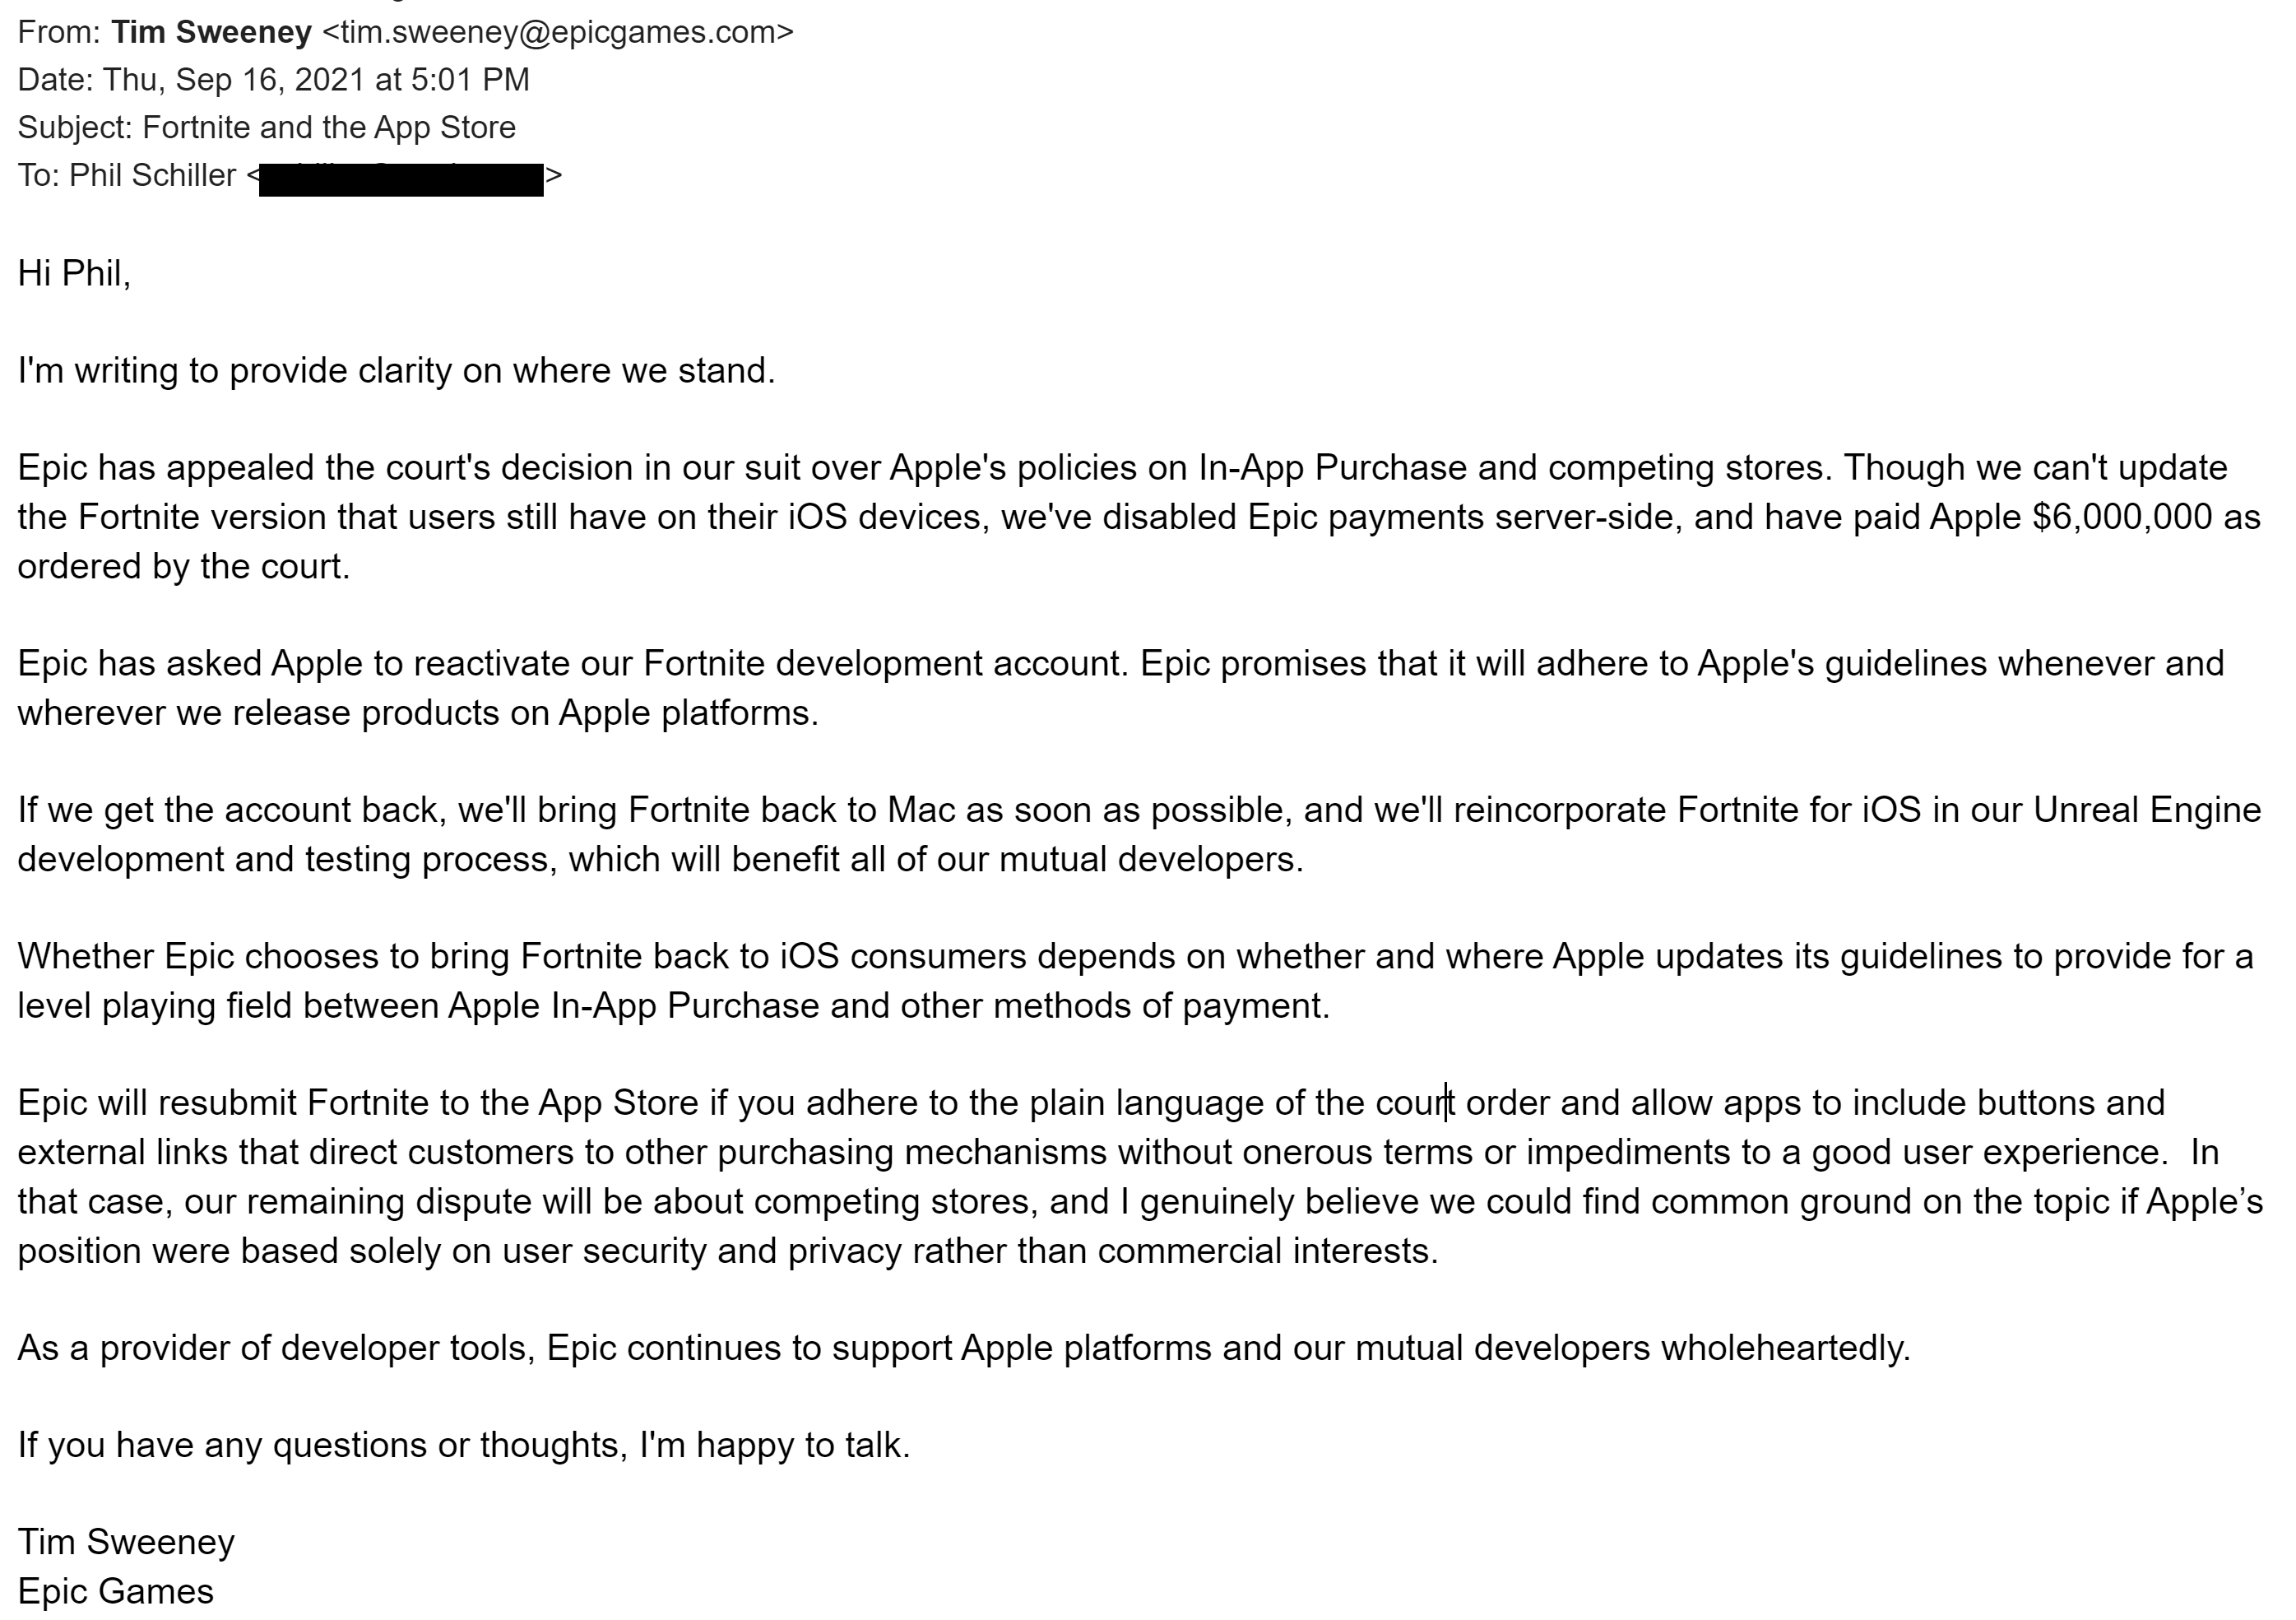 From: Tim Sweeney <tim.sweeney@epicgames.com>
Date: Thu, Sep 16, 2021 at 5:01 PM
Subject: Fortnite and the App Store
To: Phil Schiller < >
Hi Phil,
I'm writing to provide clarity on where we stand.
Epic has appealed the court's decision in our suit over Apple's policies on In-App Purchase and competing stores. Though we can't update
the Fortnite version that users still have on their iOS devices, we've disabled Epic payments server-side, and have paid Apple $6,000,000 as
ordered by the court.
Epic has asked Apple to reactivate our Fortnite development account. Epic promises that it will adhere to Apple's guidelines whenever and
wherever we release products on Apple platforms.
If we get the account back, we'll bring Fortnite back to Mac as soon as possible, and we'll reincorporate Fortnite for iOS in our Unreal Engine
development and testing process, which will benefit all of our mutual developers.
Whether Epic chooses to bring Fortnite back to iOS consumers depends on whether and where Apple updates its guidelines to provide for a
level playing field between Apple In-App Purchase and other methods of payment.
Epic will resubmit Fortnite to the App Store if you adhere to the plain language of the court order and allow apps to include buttons and
external links that direct customers to other purchasing mechanisms without onerous terms or impediments to a good user experience.  In
that case, our remaining dispute will be about competing stores, and I genuinely believe we could find common ground on the topic if Apple’s
position were based solely on user security and privacy rather than commercial interests.
As a provider of developer tools, Epic continues to support Apple platforms and our mutual developers wholeheartedly.
If you have any questions or thoughts, I'm happy to talk.
Tim Sweeney
Epic Games